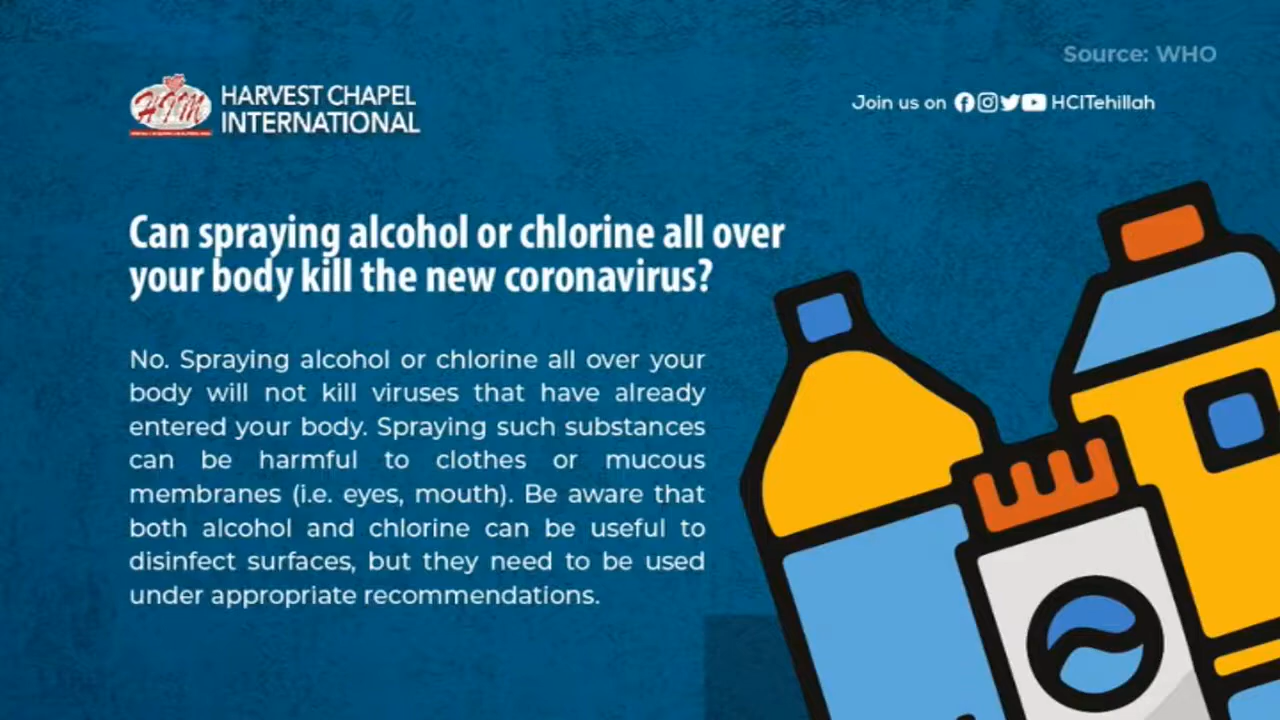 Source: WHO
HARVEST CHAPEL
INTERNATIONAL
HIM
Join us on HCITehillah
Can spraying alcohol or chlorine all over
your body kill the new coronavirus?
No. Spraying alcohol or chlorine all over your
body will not kill viruses that have already
entered your body. Spraying such substances
can be harmful to clothes or mucous
membranes (i.e. eyes, mouth). Be aware that
both alcohol and chlorine can be useful to
disinfect surfaces, but they need to be used
under appropriate recommendations.